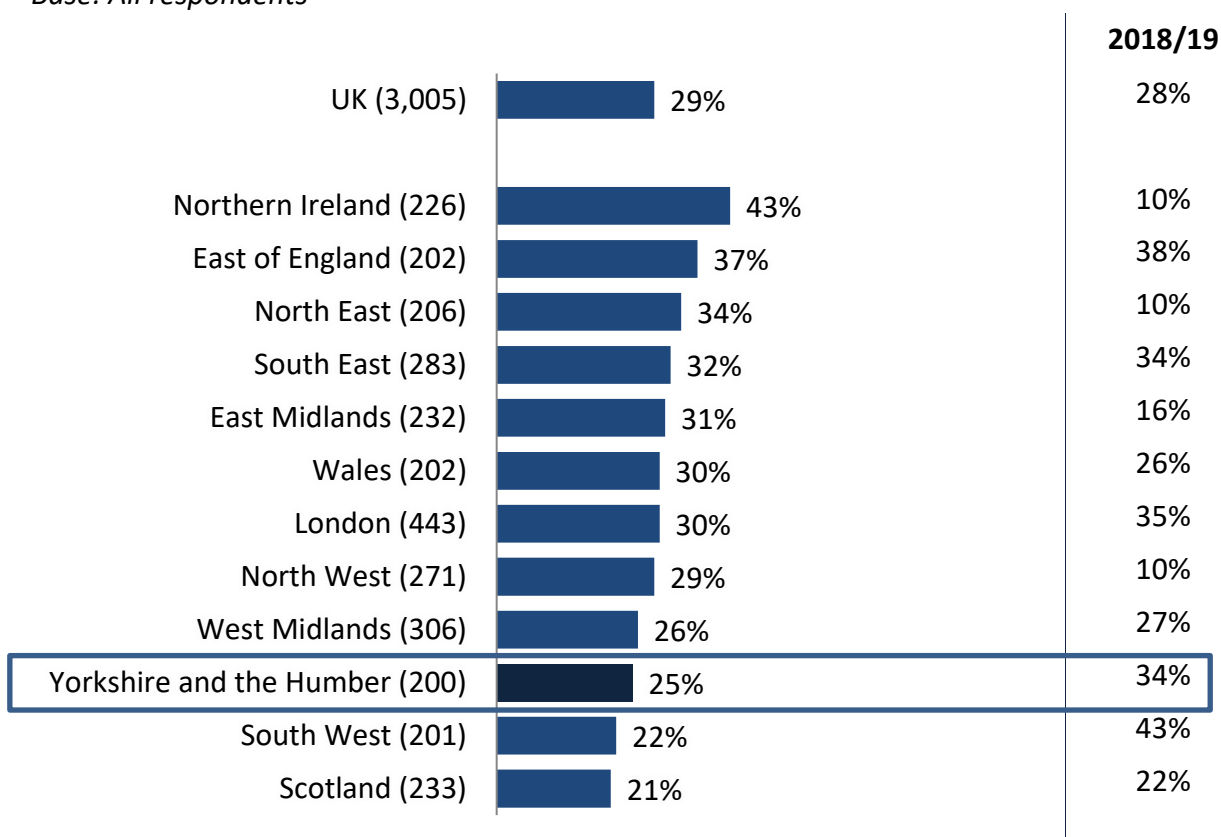 Base: All respondents
2018/19
UK (3,005) 29% 28%
Northern Ireland (226) 43% 10%
East of England (202) 37% 38%
North East (206) 34% 10%
South East (283) 32% 34%
East Midlands (232) 31% 16%
Wales (202) 30% 26%
London (443) 30% 35%
North West (271) 29% 10%
West Midlands (306) 26% 27%
Yorkshire and the Humber (200) 25% 34%
South West (201) 22% 43%
Scotland (233) 21% 22%